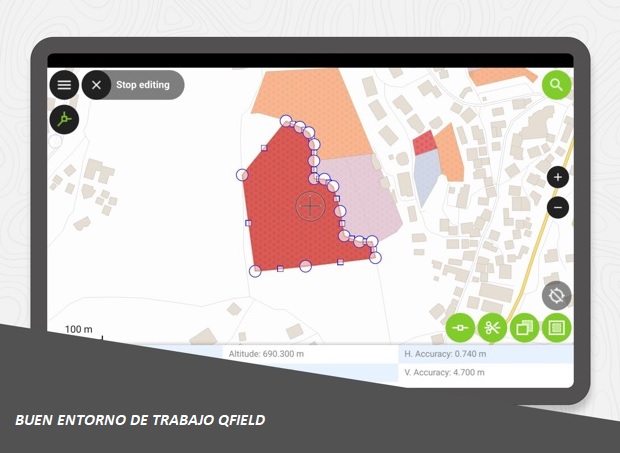 Stop editing
+
−
100 m
Altitude: 690.300 m
H. Accuracy: 0.740 m
V. Accuracy: 4.700 m
BUEN ENTORNO DE TRABAJO QFIELD